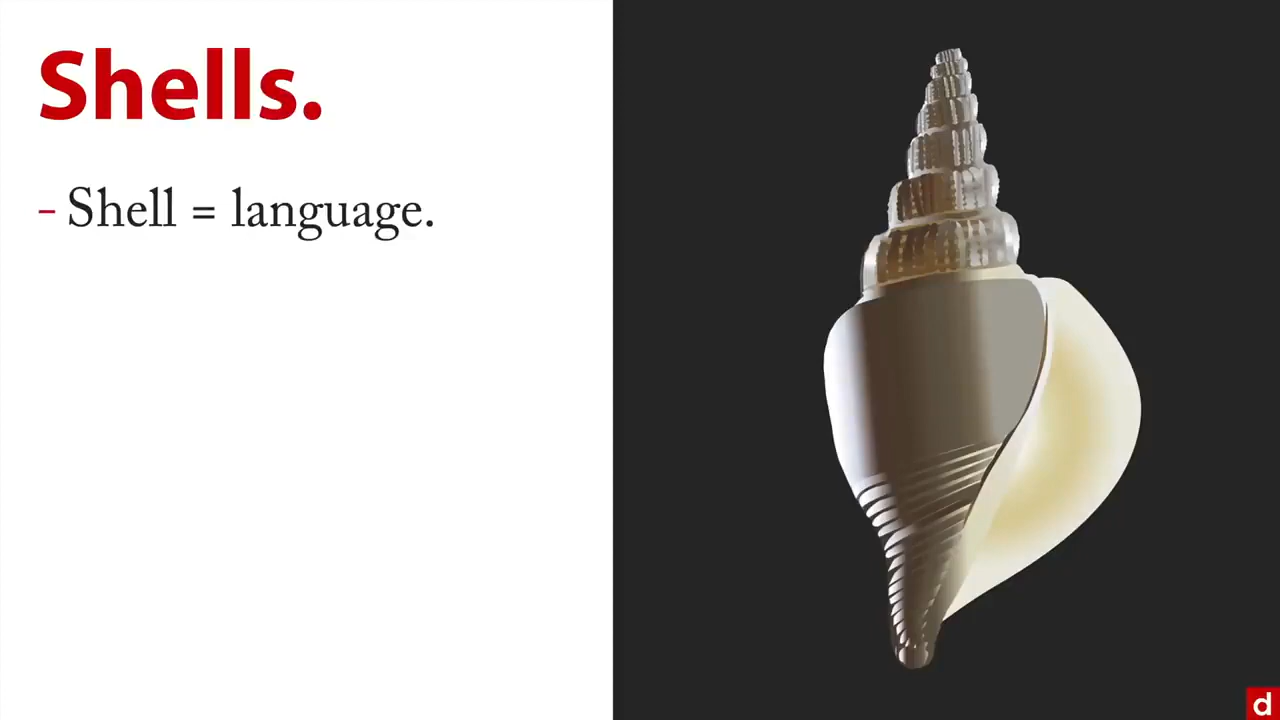 Shells.
– Shell = language.
d